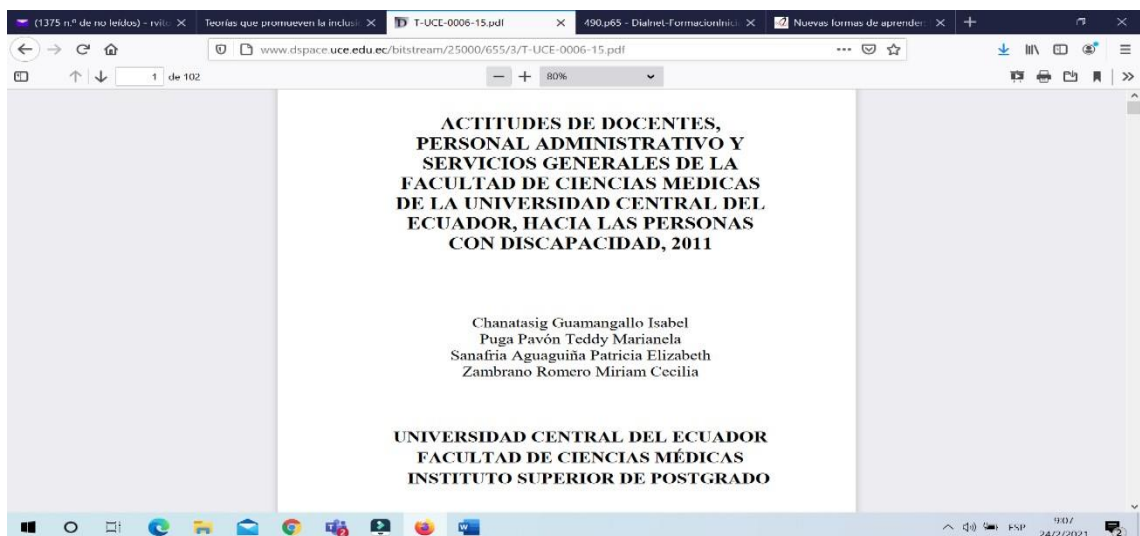 (1375 n.º de no leídos) - rvito
Teorías que promueven la inclusi
T-UCE-0006-15.pdf
490.p65 - Dialnet-FormacionInici
Nuevas formas de aprender:
www.dspace.uce.edu.ec/bitstream/25000/655/3/T-UCE-0006-15.pdf
1 de 102
80%
ACTITUDES DE DOCENTES,
PERSONAL ADMINISTRATIVO Y
SERVICIOS GENERALES DE LA
FACULTAD DE CIENCIAS MEDICAS
DE LA UNIVERSIDAD CENTRAL DEL
ECUADOR, HACIA LAS PERSONAS
CON DISCAPACIDAD, 2011
Chanatasig Guamangallo Isabel
Puga Pavón Teddy Marianela
Sanafria Aguaguiña Patricia Elizabeth
Zambrano Romero Miriam Cecilia
UNIVERSIDAD CENTRAL DEL ECUADOR
FACULTAD DE CIENCIAS MÉDICAS
INSTITUTO SUPERIOR DE POSTGRADO
ESP
9:07
24/2/2021